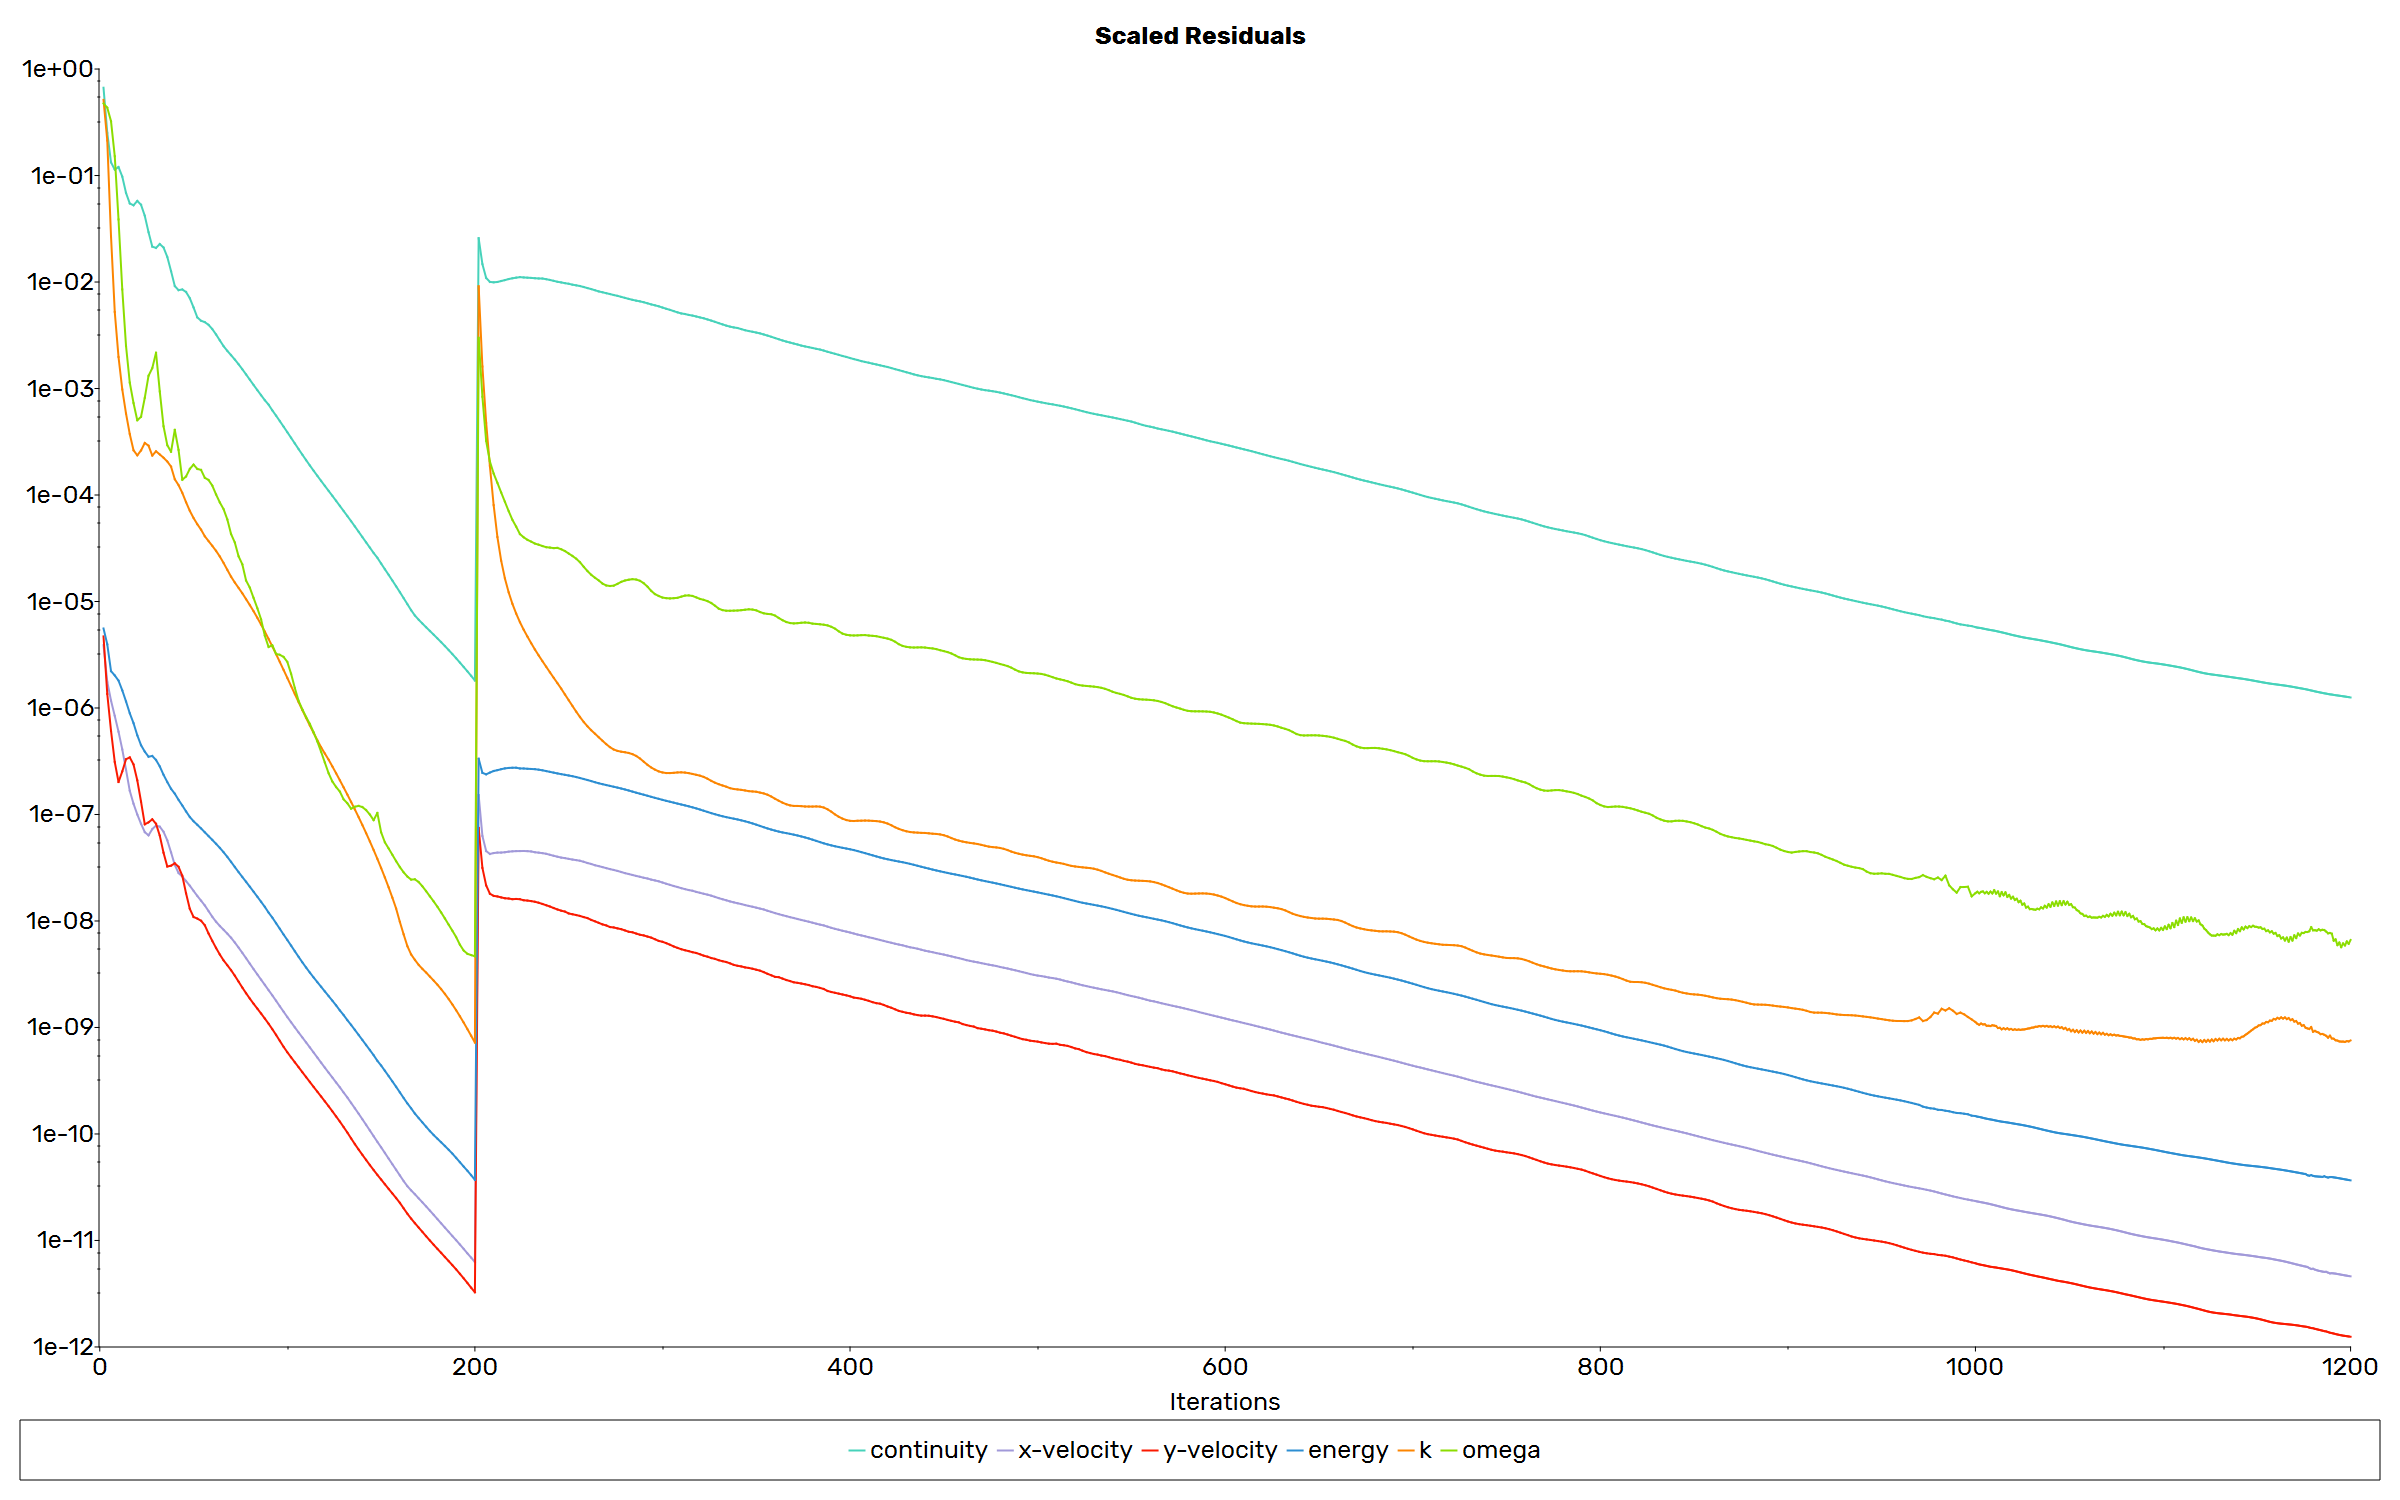 Scaled Residuals
1e+00
1e-01
1e-02
1e-03
1e-04
1e-05
1e-06
1e-07
1e-08
1e-09
1e-10
1e-11
1e-12
0 200 400 600 800 1000 1200
Iterations
continuity x-velocity y-velocity energy k omega